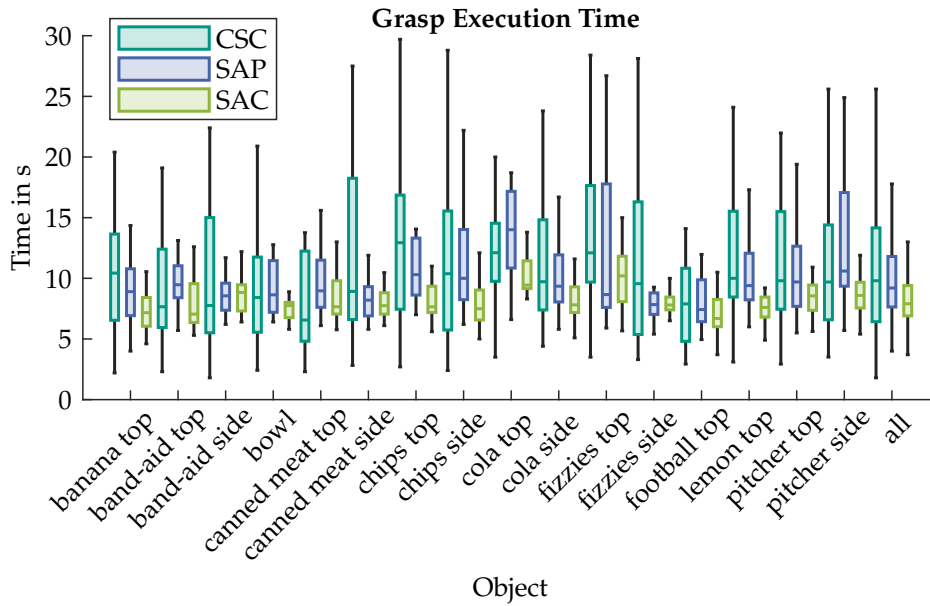 Grasp Execution Time
CSC
SAP
SAC
30
25
20
15
10
5
0
Time in s
banana top
band-aid top
band-aid side
bowl
canned meat top
canned meat side
chips top
chips side
cola top
cola side
fizzies top
fizzies side
football top
lemon top
pitcher top
pitcher side
all
Object